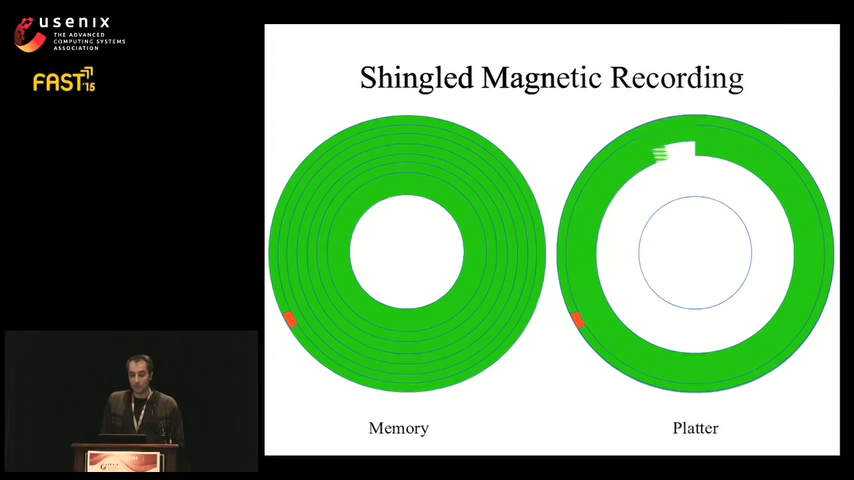 usenix
THE ADVANCED
COMPUTING SYSTEMS
ASSOCIATION
FAST '15
Shingled Magnetic Recording
Memory
Platter